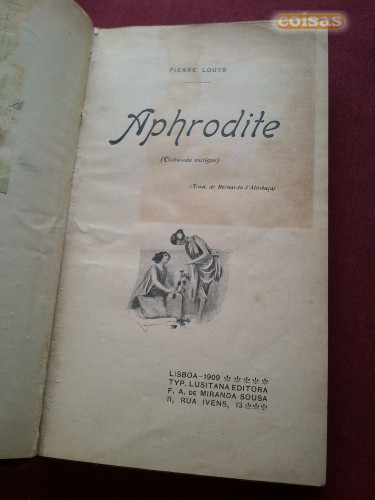 coisas
PIERRE LOUYS
Aphrodite
(Costumes antigos)
(Trad. de Bernardo d'Alcobaça)
LISBOA—1909
TYP. LUSITANA EDITORA
F. A. DE MIRANDA SOUSA
11, RUA IVENS, 13